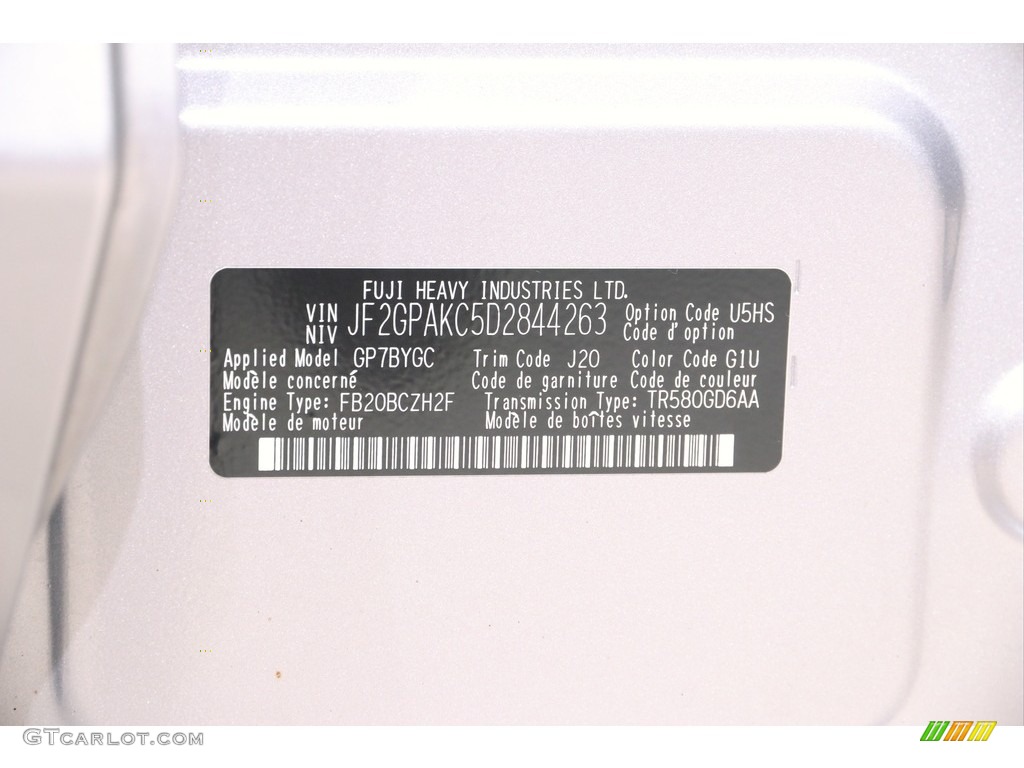 FUJI HEAVY INDUSTRIES LTD.
VIN NIV JF2GPAKC5D2844263 Option Code U5HS
Code d'option
Applied Model GP7BYGC Trim Code J20 Color Code G1U
Modèle concerné Code de garniture Code de couleur
Engine Type: FB20BCZH2F Transmission Type: TR580GD6AA
Modèle de moteur Modèle de boîtes vitesse
GTCARLOT.COM